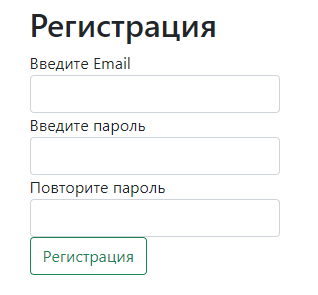 Регистрация
Введите Email
Введите пароль
Повторите пароль
Регистрация